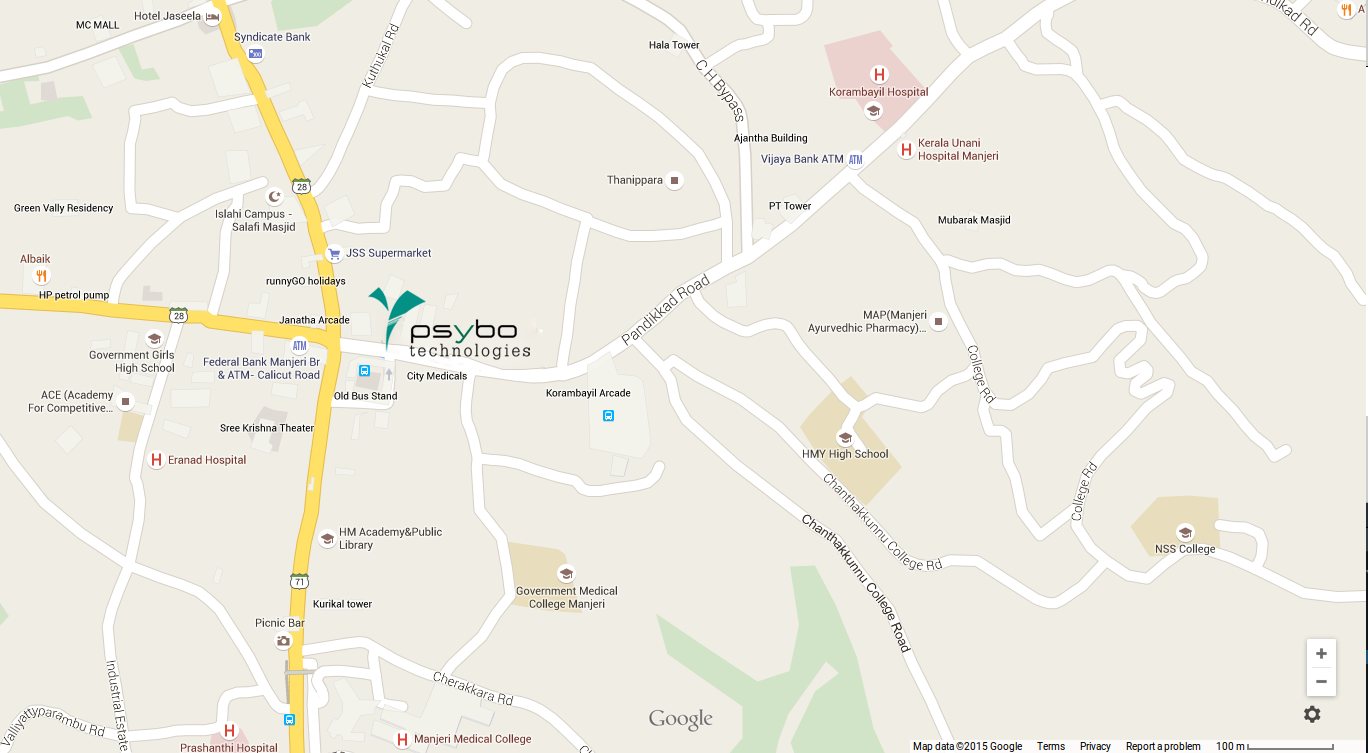 Hotel Jaseela
MC MALL
Syndicate Bank
Kuthukal Rd
Hala Tower
C H Bypass
Korambayil Hospital
Ajantha Building
Vijaya Bank ATM
ATM
Kerala Unani
Hospital Manjeri
Thanippara
28
Green Vally Residency
Islahi Campus -
Salafi Masjid
PT Tower
Mubarak Masjid
JSS Supermarket
Albaik
runnyGO holidays
HP petrol pump
28
Janatha Arcade
psybo
technologies
Pandikkad Road
MAP(Manjeri
Ayurvedhic Pharmacy)...
Government Girls
High School
ATM
Federal Bank Manjeri Br
& ATM- Calicut Road
City Medicals
Old Bus Stand
Korambayil Arcade
College Rd
ACE (Academy
For Competitive...
Sree Krishna Theater
Eranad Hospital
HMY High School
Chanthakkunnu College Rd
College Rd
HM Academy&Public
Library
Chanthakkunnu College Road
NSS College
71
Government Medical
College Manjeri
Kurikal tower
Picnic Bar
Industrial Estate
Cherakkara Rd
Valliyattyparambu Rd
Prashanthi Hospital
Manjeri Medical College
Google
Map data ©2015 Google
Terms
Privacy
Report a problem
100 m